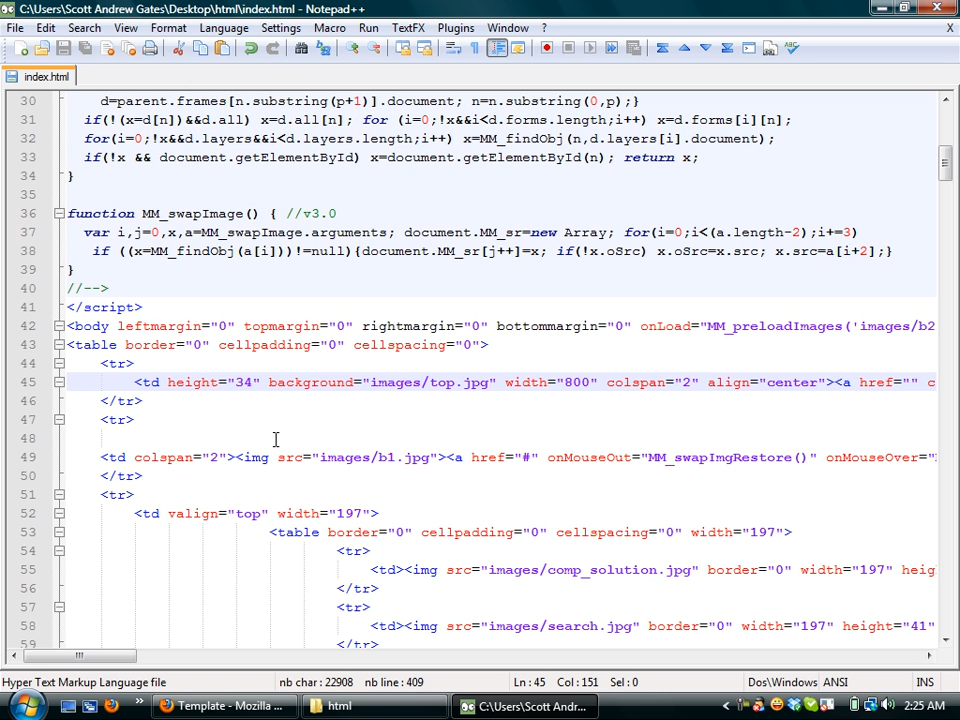 C:\Users\Scott Andrew Gates\Desktop\html\index.html - Notepad++
File Edit Search View Format Language Settings Macro Run TextFX Plugins Window ? X
index.html
30 d=parent.frames[n.substring(p+1)].document; n=n.substring(0,p);}
31 if(!(x=d[n])&&d.all) x=d.all[n]; for (i=0;!x&&i<d.forms.length;i++) x=d.forms[i][n];
32 for(i=0;!x&&d.layers&&i<d.layers.length;i++) x=MM_findObj(n,d.layers[i].document);
33 if(!x && document.getElementById) x=document.getElementById(n); return x;
34 }
35
36 function MM_swapImage() { //v3.0
37 var i,j=0,x,a=MM_swapImage.arguments; document.MM_sr=new Array; for(i=0;i<(a.length-2);i+=3)
38 if ((x=MM_findObj(a[i]))!=null){document.MM_sr[j++]=x; if(!x.oSrc) x.oSrc=x.src; x.src=a[i+2];}
39 }
40 //-->
41 </script>
42 <body leftmargin="0" topmargin="0" rightmargin="0" bottommargin="0" onLoad="MM_preloadImages('images/b2
43 <table border="0" cellpadding="0" cellspacing="0">
44 <tr>
45 <td height="34" background="images/top.jpg" width="800" colspan="2" align="center"><a href="" c
46 </tr>
47 <tr>
48
49 <td colspan="2"><img src="images/b1.jpg"><a href="#" onMouseOut="MM_swapImgRestore()" onMouseOver="
50 </tr>
51 <tr>
52 <td valign="top" width="197">
53 <table border="0" cellpadding="0" cellspacing="0" width="197">
54 <tr>
55 <td><img src="images/comp_solution.jpg" border="0" width="197" heig
56 </tr>
57 <tr>
58 <td><img src="images/search.jpg" border="0" width="197" height="41"
59 </tr>
Hyper Text Markup Language file nb char : 22908 nb line : 409 Ln : 45 Col : 151 Sel : 0 Dos\Windows ANSI INS
Template - Mozilla ... html C:\Users\Scott Andr... 2:25 AM